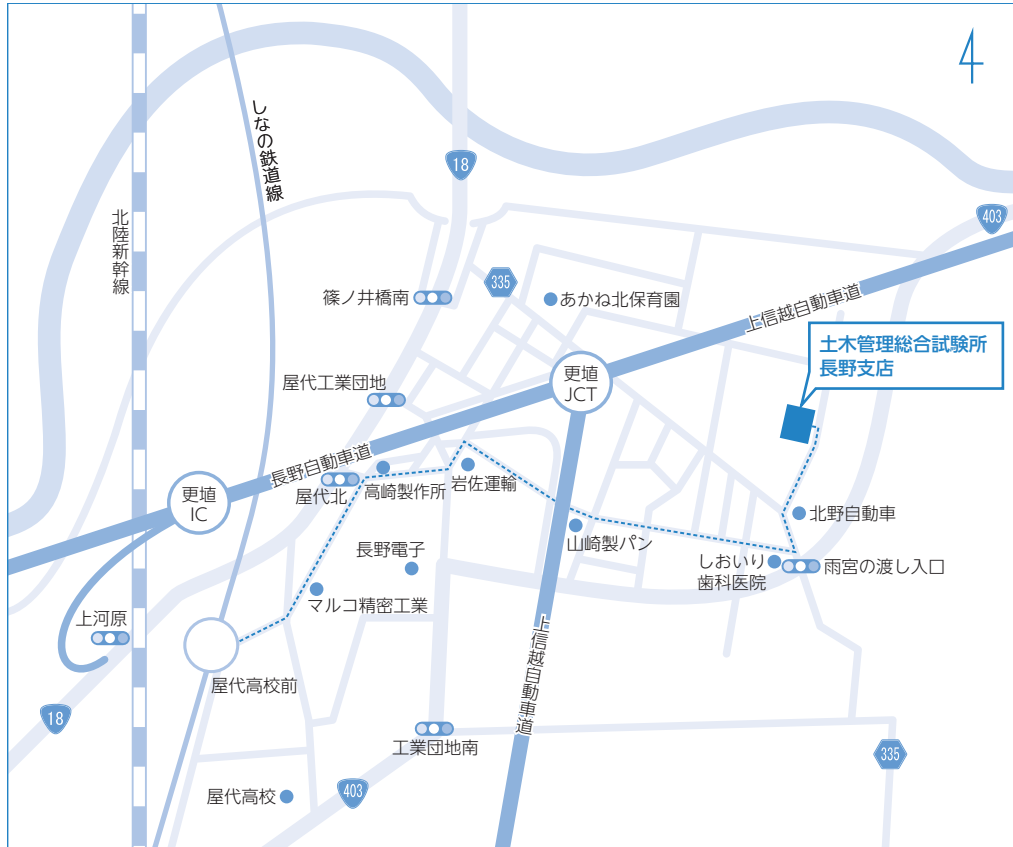 4
しなの鉄道線
18
北陸新幹線
403
335
篠ノ井橋南
あかね北保育園
上信越自動車道
土木管理総合試験所
長野支店
更埴
JCT
屋代工業団地
長野自動車道
屋代北
高崎製作所
岩佐運輸
更埴
IC
北野自動車
山崎製パン
長野電子
しおいり
歯科医院
雨宮の渡し入口
マルコ精密工業
上河原
上信越自動車道
屋代高校前
18
工業団地南
335
403
屋代高校